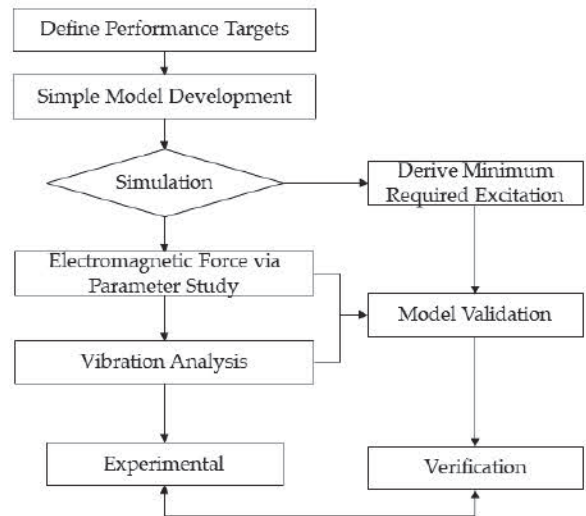 Define Performance Targets
Simple Model Development
Simulation
Derive Minimum
Required Excitation
Electromagnetic Force via
Parameter Study
Model Validation
Vibration Analysis
Experimental
Verification